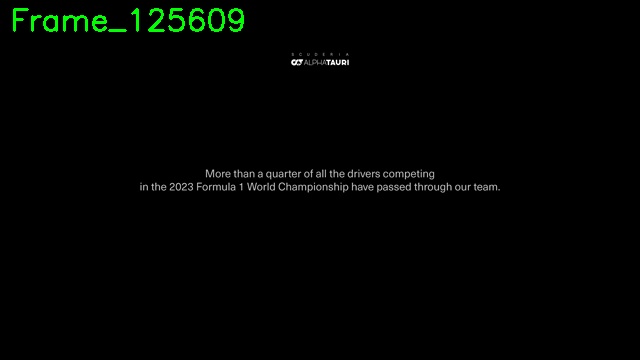 Frame_125609
SCUDERIA
ALPHATAURI
More than a quarter of all the drivers competing
in the 2023 Formula 1 World Championship have passed through our team.